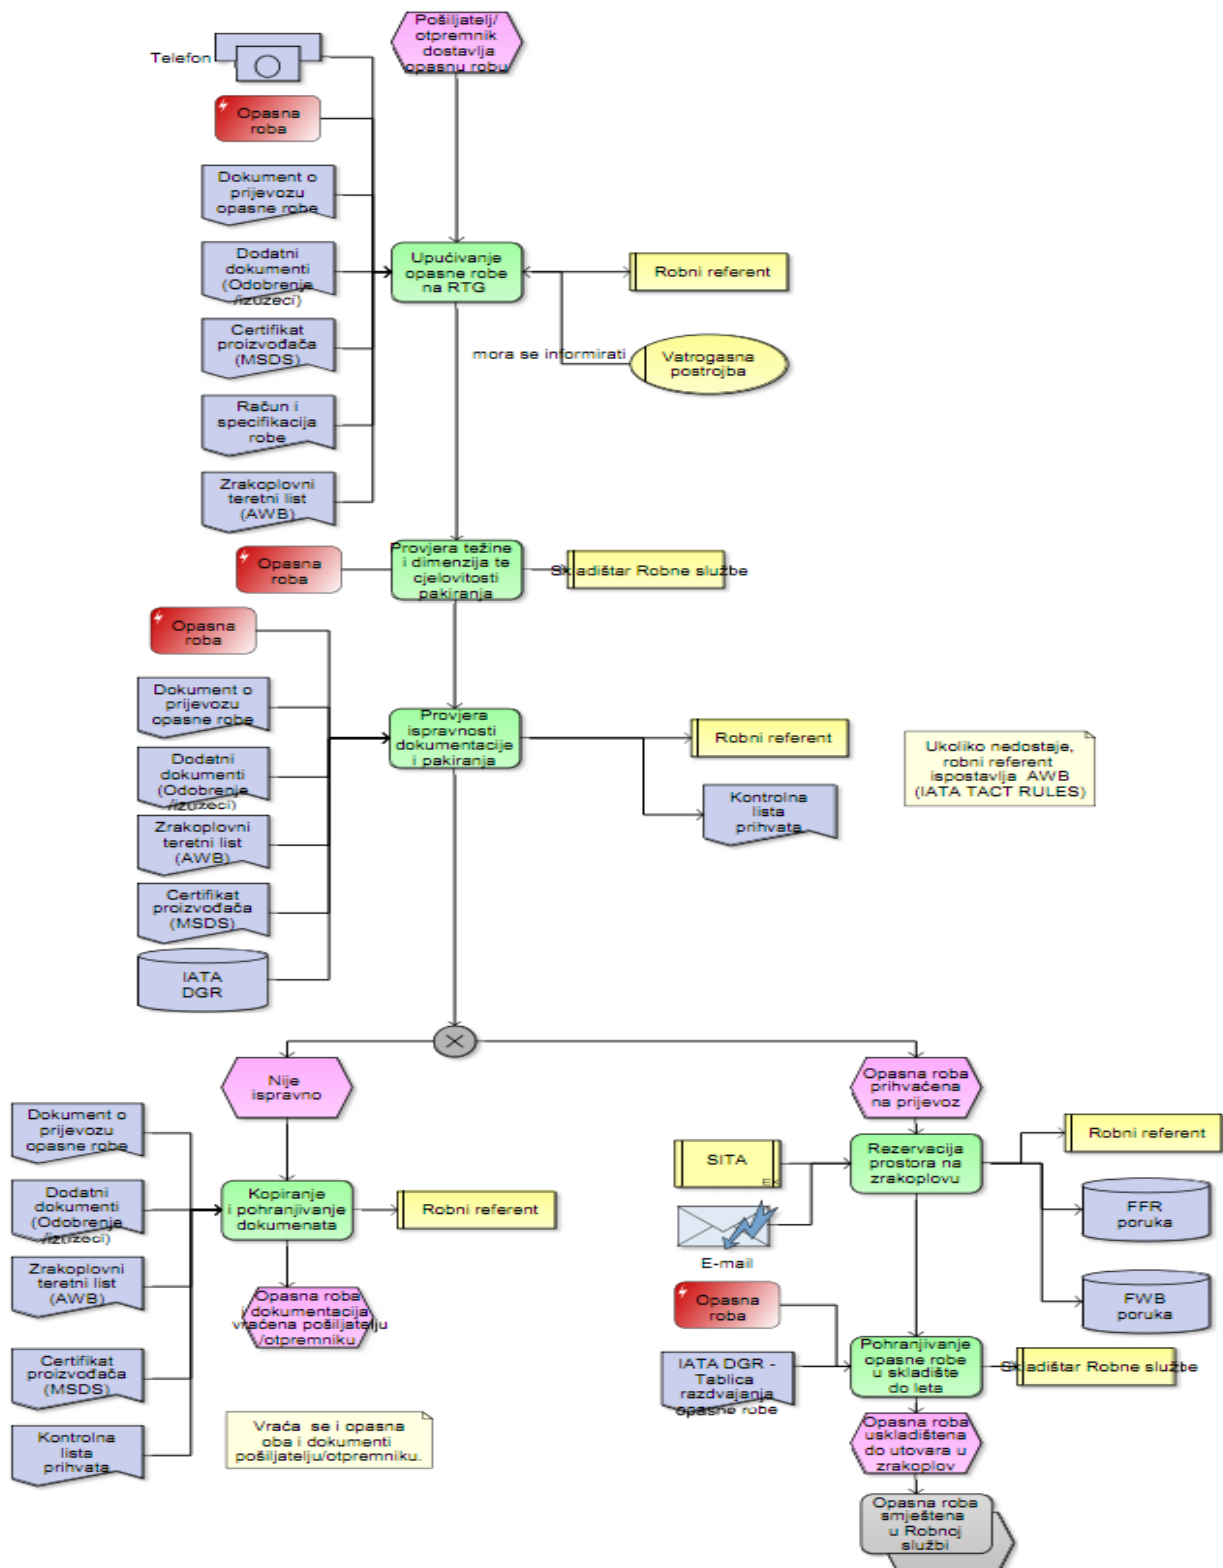 Pošiljatelj/
otpremnik
dostavlja
opasnu robu
Telefon
Opasna
roba
Dokument o
prijevozu
opasne robe
Dodatni
dokumenti
(Odobrenje
/izuzeci)
Certifikat
proizvođača
(MSDS)
Račun i
specifikacija
robe
Zrakoplovni
teretni list
(AWB)
Upućivanje
opasne robe
na RTG
Robni referent
mora se informirati
Vatrogasna
postrojba
Opasna
roba
Provjera težine
i dimenzija te
cjelovitosti
pakiranja
Skladištar Robne službe
Opasna
roba
Dokument o
prijevozu
opasne robe
Dodatni
dokumenti
(Odobrenje
/izuzeci)
Zrakoplovni
teretni list
(AWB)
Certifikat
proizvođača
(MSDS)
IATA
DGR
Provjera
ispravnosti
dokumentacije
i pakiranja
Robni referent
Kontrolna
lista
prihvata
Ukoliko nedostaje,
robni referent
ispostavlja AWB
(IATA TACT RULES)
Nije
ispravno
Dokument o
prijevozu
opasne robe
Dodatni
dokumenti
(Odobrenje
/izuzeci)
Zrakoplovni
teretni list
(AWB)
Certifikat
proizvođača
(MSDS)
Kontrolna
lista
prihvata
Kopiranje
i pohranjivanje
dokumenata
Robni referent
Opasna roba
i dokumentacija
vraćena pošiljatelju
/otpremniku
Vraća se i opasna
oba i dokumenti
pošiljatelju/otpremniku.
Opasna roba
prihvaćena
na prijevoz
SITA
EX
E-mail
Rezervacija
prostora na
zrakoplovu
Robni referent
FFR
poruka
FWB
poruka
Opasna
roba
IATA DGR -
Tablica
razdvajanja
opasne robe
Pohranjivanje
opasne robe
u skladište
do leta
Skladištar Robne službe
Opasna roba
uskladištena
do utovara u
zrakoplov
Opasna roba
smještena
u Robnoj
službi